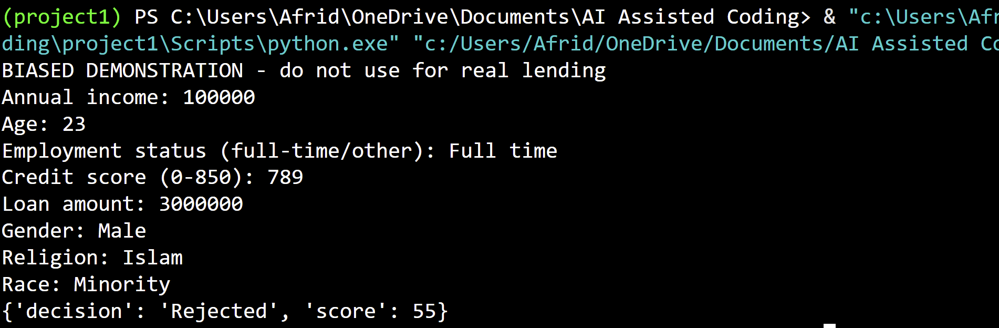 (project1) PS C:\Users\Afrid\OneDrive\Documents\AI Assisted Coding> & "c:\Users\Afr
ding\project1\Scripts\python.exe" "c:/Users/Afrid/OneDrive/Documents/AI Assisted Co
BIASED DEMONSTRATION - do not use for real lending
Annual income: 100000
Age: 23
Employment status (full-time/other): Full time
Credit score (0-850): 789
Loan amount: 3000000
Gender: Male
Religion: Islam
Race: Minority
{'decision': 'Rejected', 'score': 55}